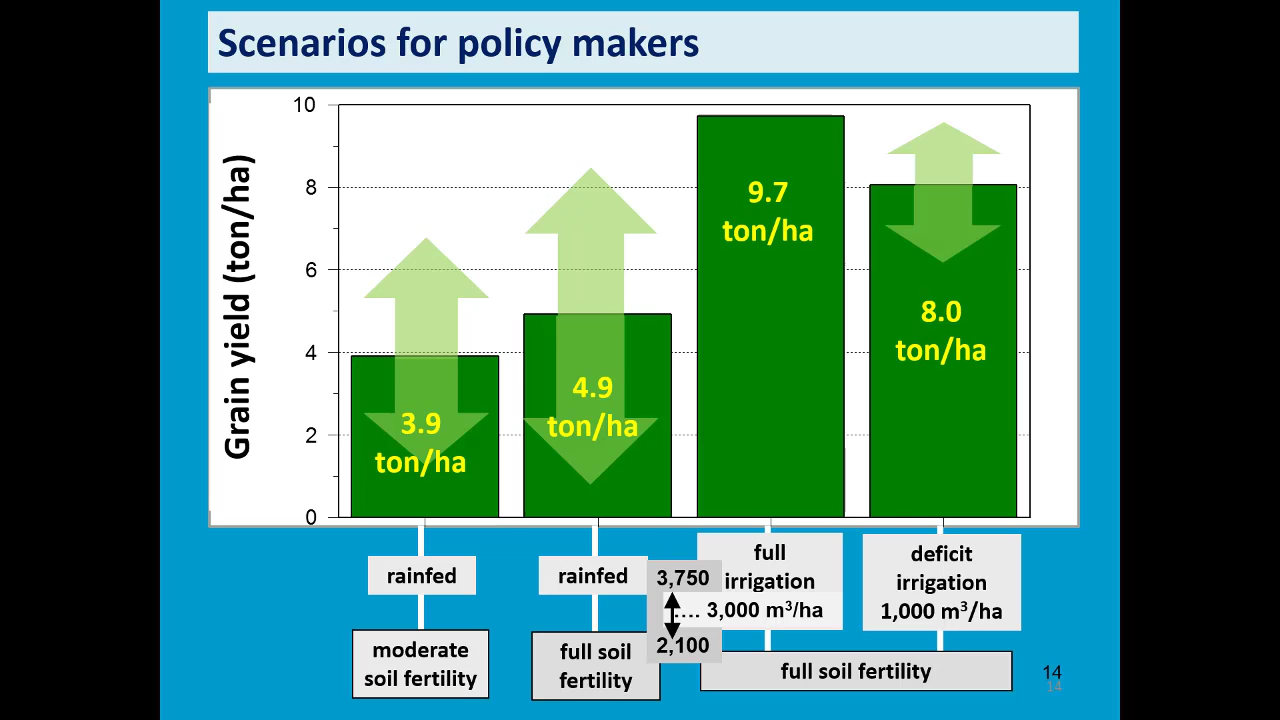 Scenarios for policy makers
Grain yield (ton/ha)
10
8
6
4
2
0
3.9
ton/ha
4.9
ton/ha
9.7
ton/ha
8.0
ton/ha
rainfed
moderate
soil fertility
rainfed
full soil
fertility
full
irrigation
…. 3,000 m³/ha
3,750
2,100
deficit
irrigation
1,000 m³/ha
full soil fertility
14
14